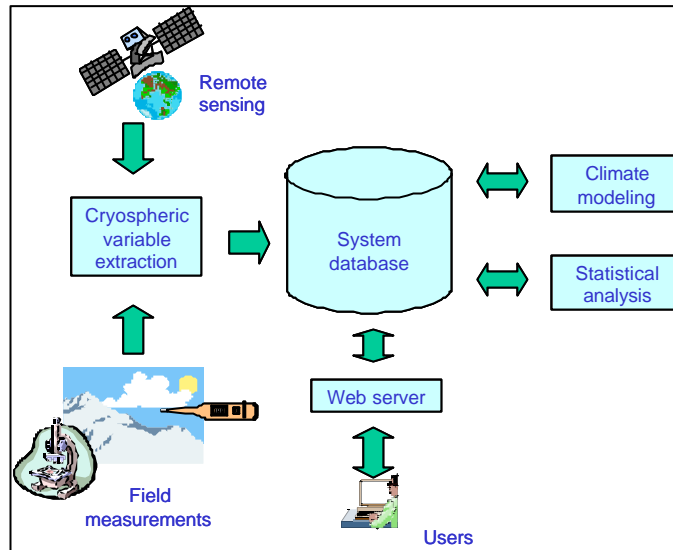 Remote
sensing
Cryospheric
variable
extraction
System
database
Climate
modeling
Statistical
analysis
Web server
Field
measurements
Users